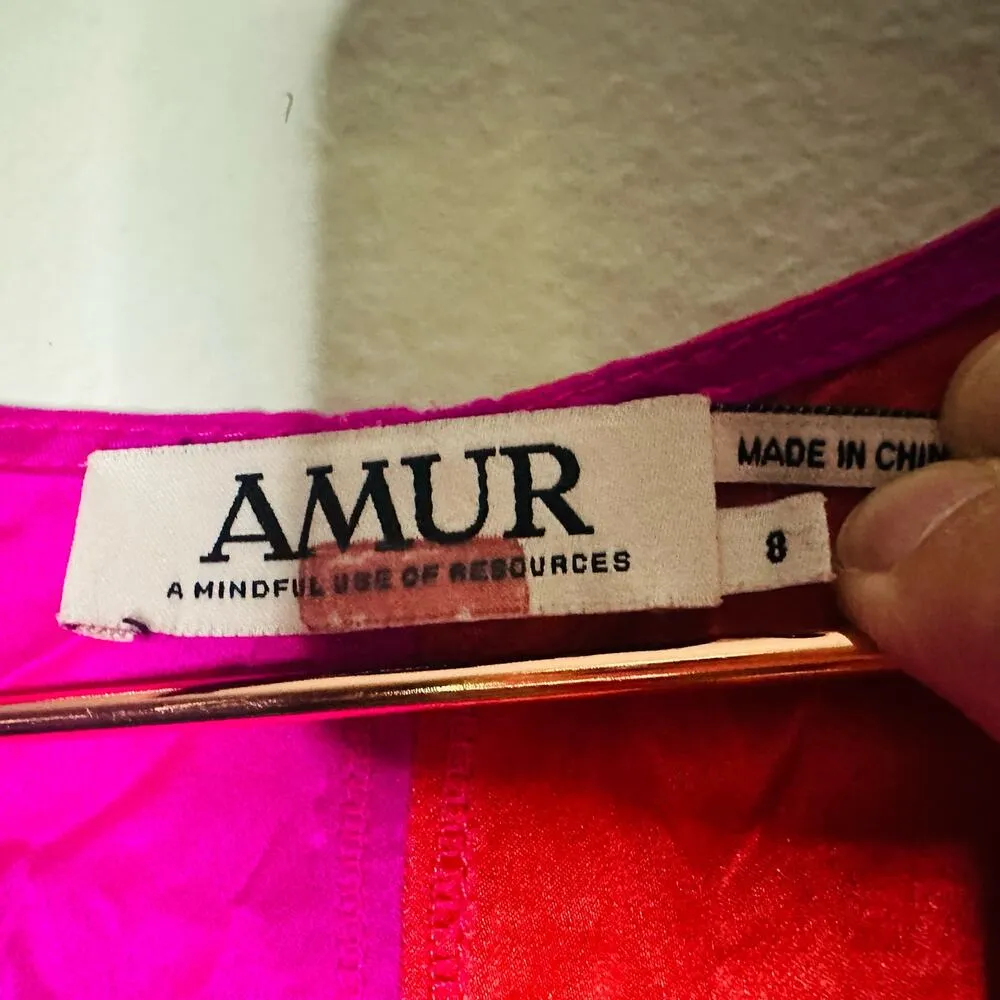 AMUR
A MINDFUL USE OF RESOURCES
MADE IN CHIN
8